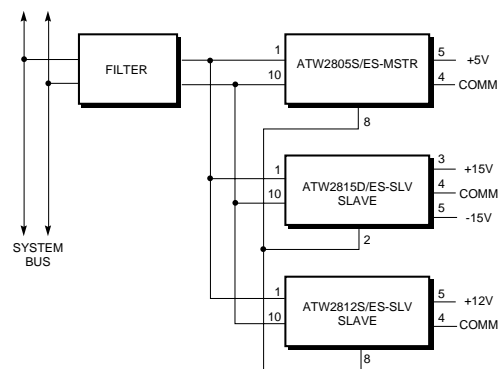 FILTER
1
10
ATW2805S/ES-MSTR
5
+5V
4
COMM
8
1
10
ATW2815D/ES-SLV
SLAVE
3
+15V
4
COMM
5
-15V
2
SYSTEM
BUS
1
10
ATW2812S/ES-SLV
SLAVE
5
+12V
4
COMM
8